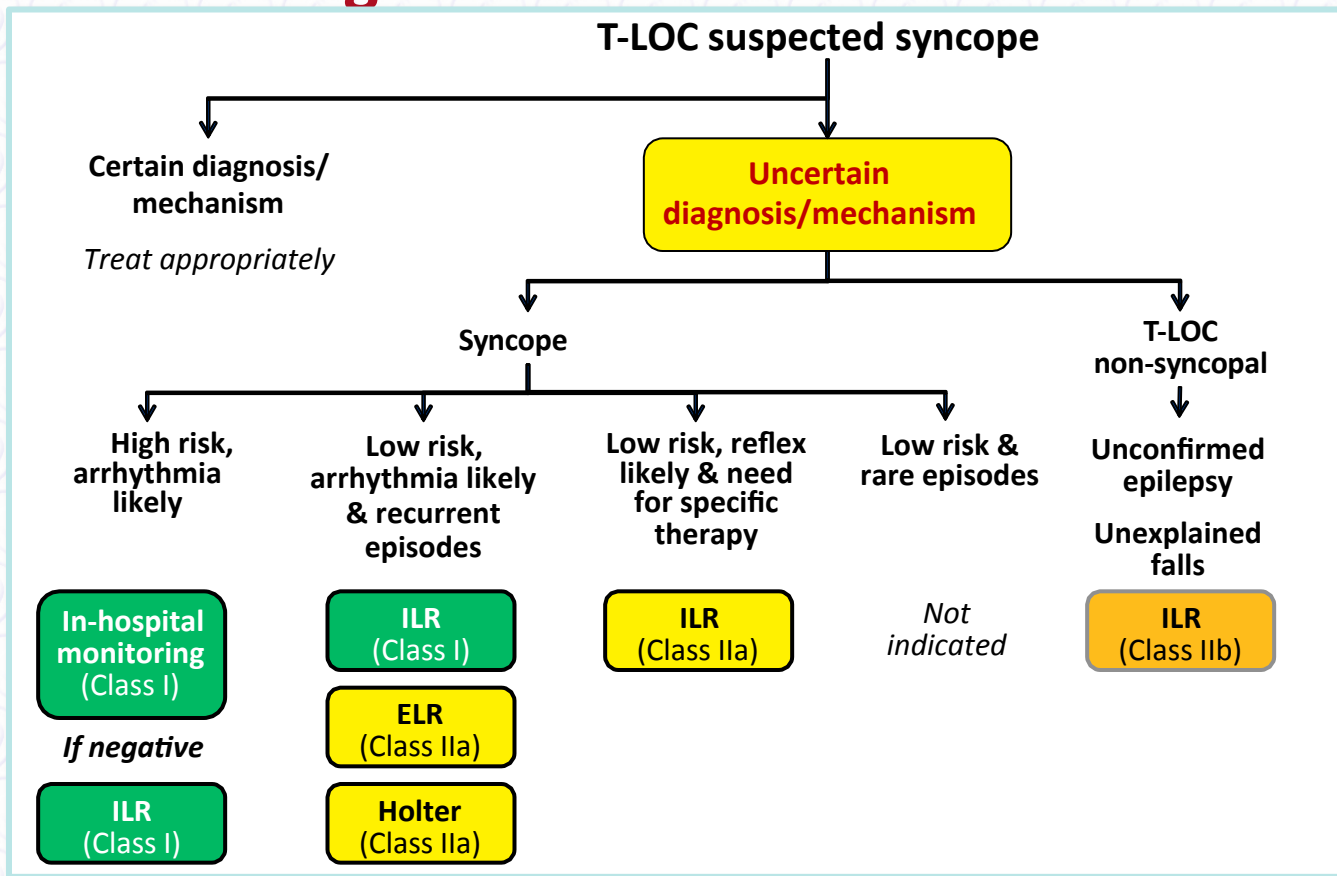 T-LOC suspected syncope
Certain diagnosis/
mechanism
Treat appropriately
Uncertain
diagnosis/mechanism
Syncope
T-LOC
non-syncopal
High risk,
arrhythmia
likely
Low risk,
arrhythmia likely
& recurrent
episodes
Low risk, reflex
likely & need
for specific
therapy
Low risk &
rare episodes
Unconfirmed
epilepsy
Unexplained
falls
In-hospital
monitoring
(Class I)
If negative
ILR
(Class I)
ILR
(Class I)
ELR
(Class IIa)
Holter
(Class IIa)
ILR
(Class IIa)
Not
indicated
ILR
(Class IIb)